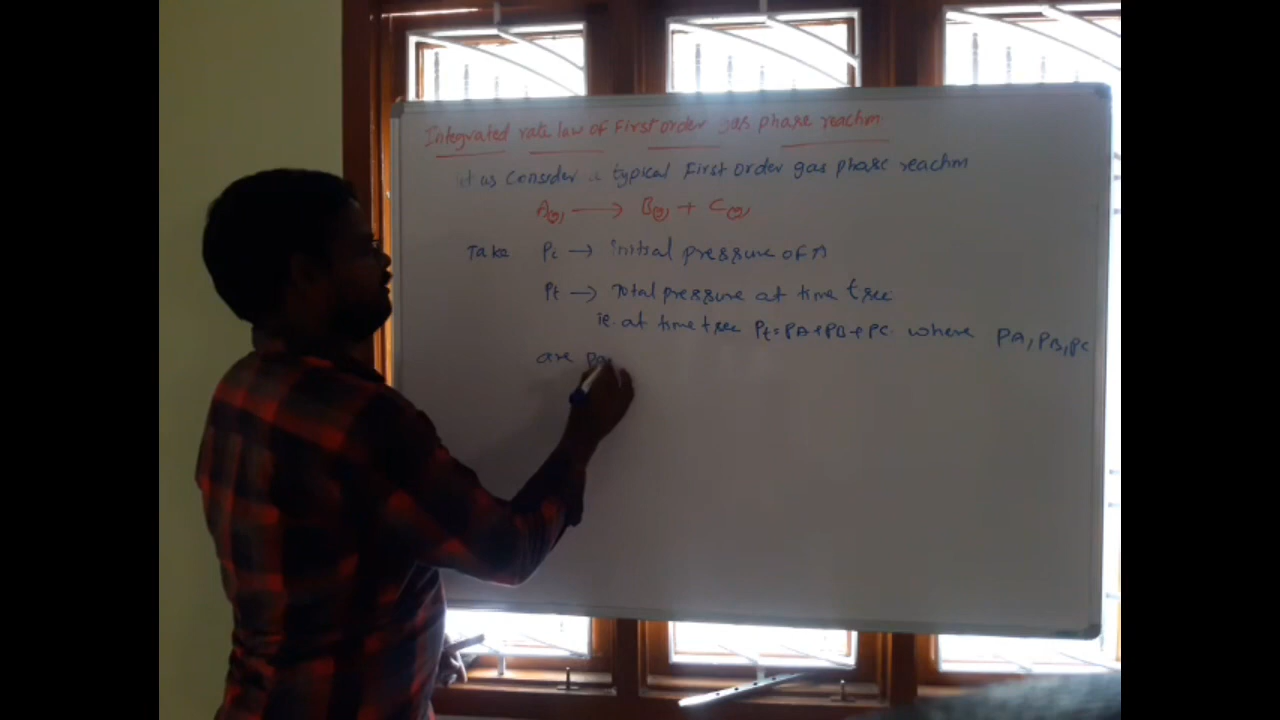 Integrated rate law of First order gas phase reactn
let us Consider a typical First Order gas phase reactn
A(g) ⟶ B(g) + C(g)
Take Pi → Initial pressure of A
Pt → Total pressure at time t sec
ie. at time t sec Pt = PA + PB + PC. where PA, PB, PC
are pa